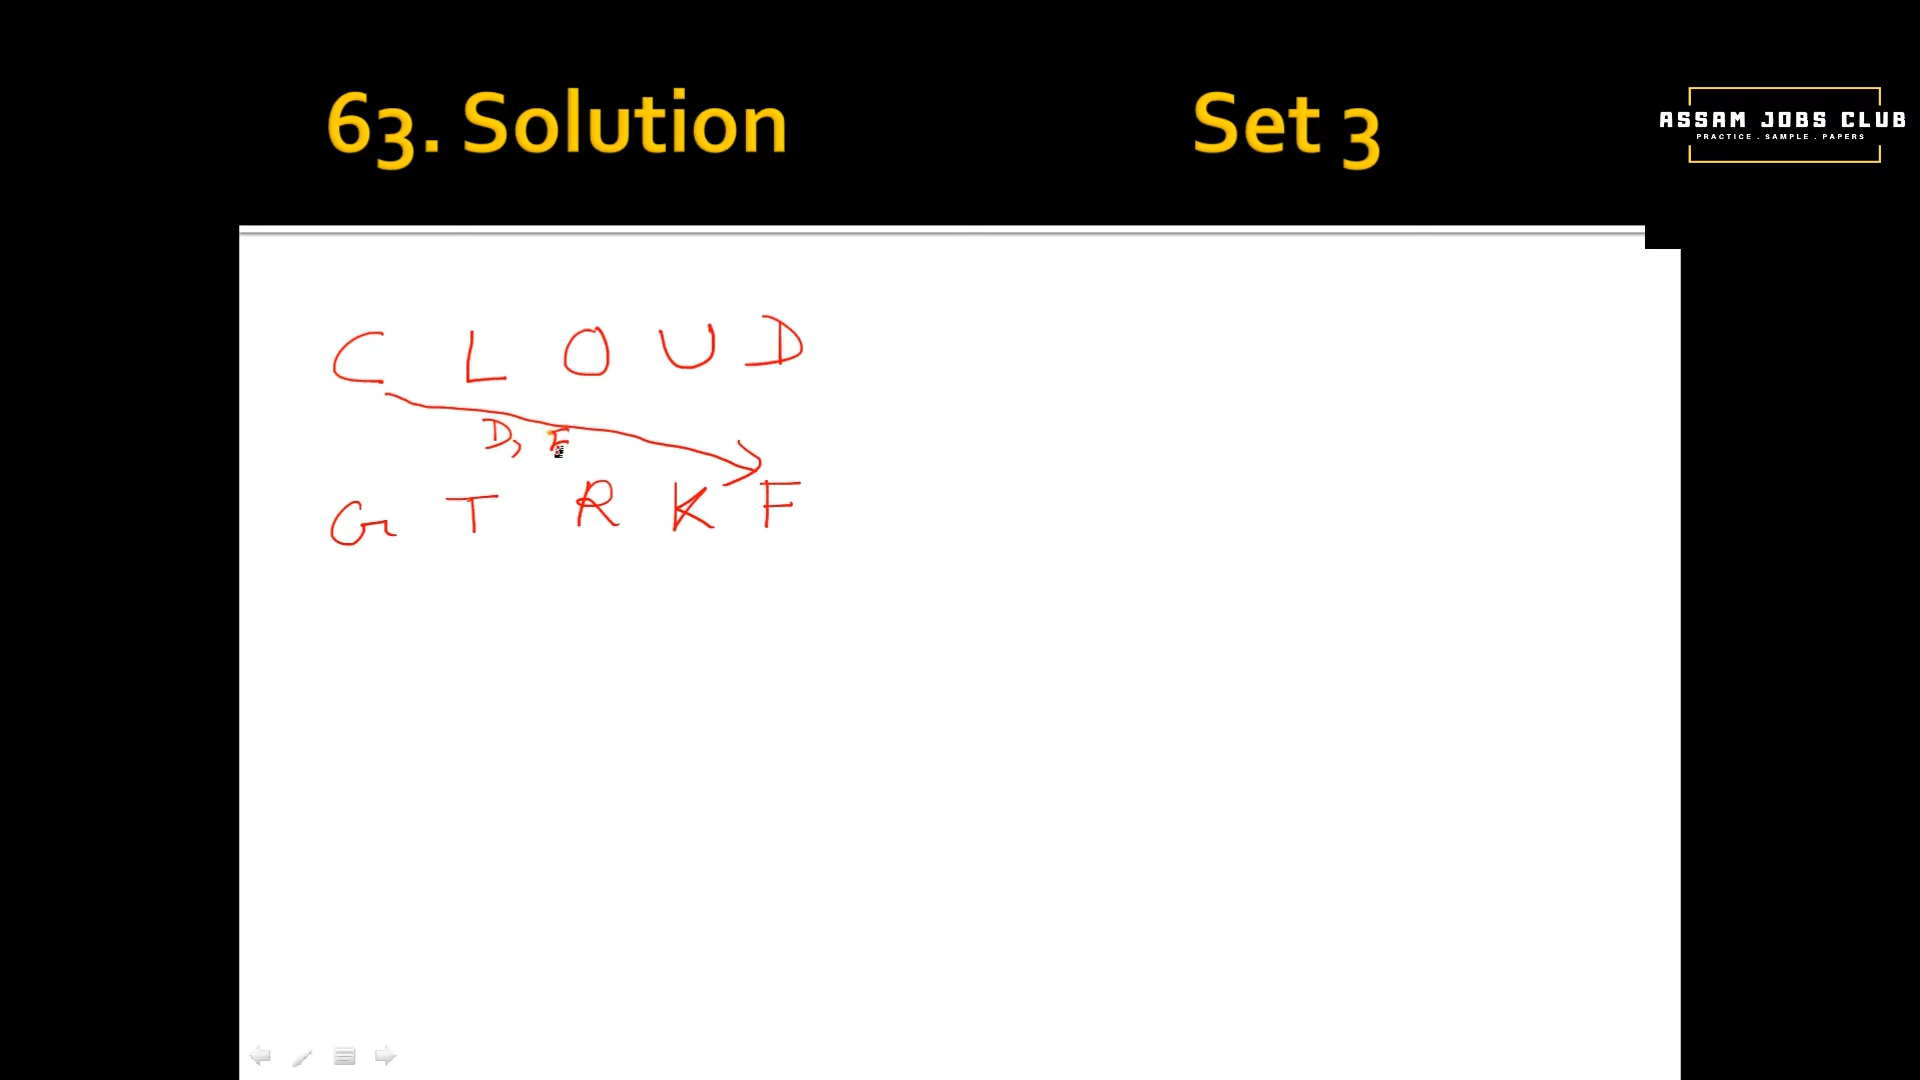 63. Solution Set 3
ASSAM JOBS CLUB
PRACTICE . SAMPLE . PAPERS
C L O U D
D, E
G T R K F